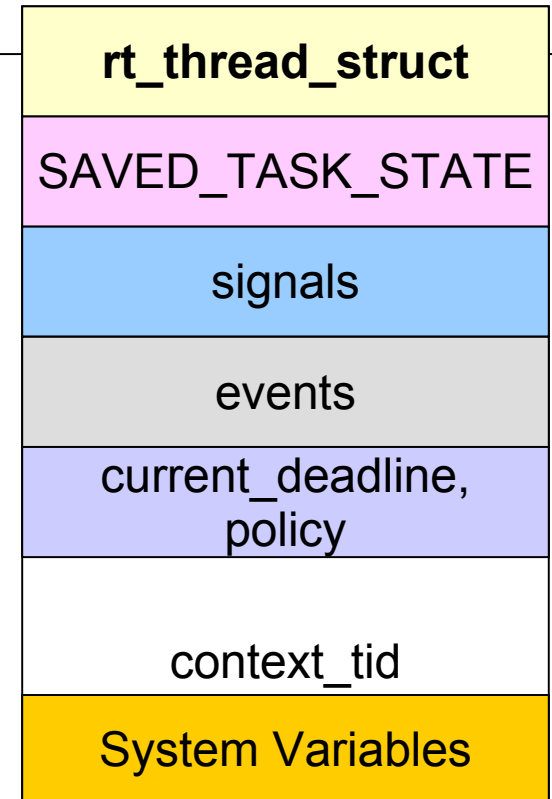 rt_thread_struct
SAVED_TASK_STATE
signals
events
current_deadline,
policy
context_tid
System Variables